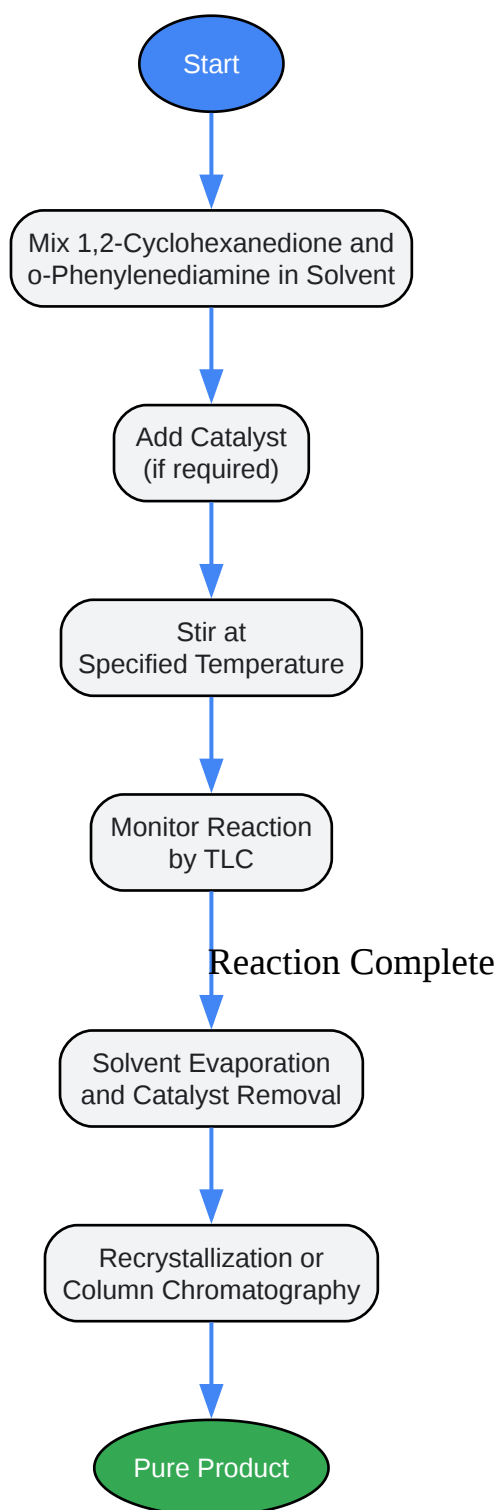 Start
Mix 1,2-Cyclohexanedione and
o-Phenylenediamine in Solvent
Add Catalyst
(if required)
Stir at
Specified Temperature
Monitor Reaction
by TLC
Reaction Complete
Solvent Evaporation
and Catalyst Removal
Recrystallization or
Column Chromatography
Pure Product